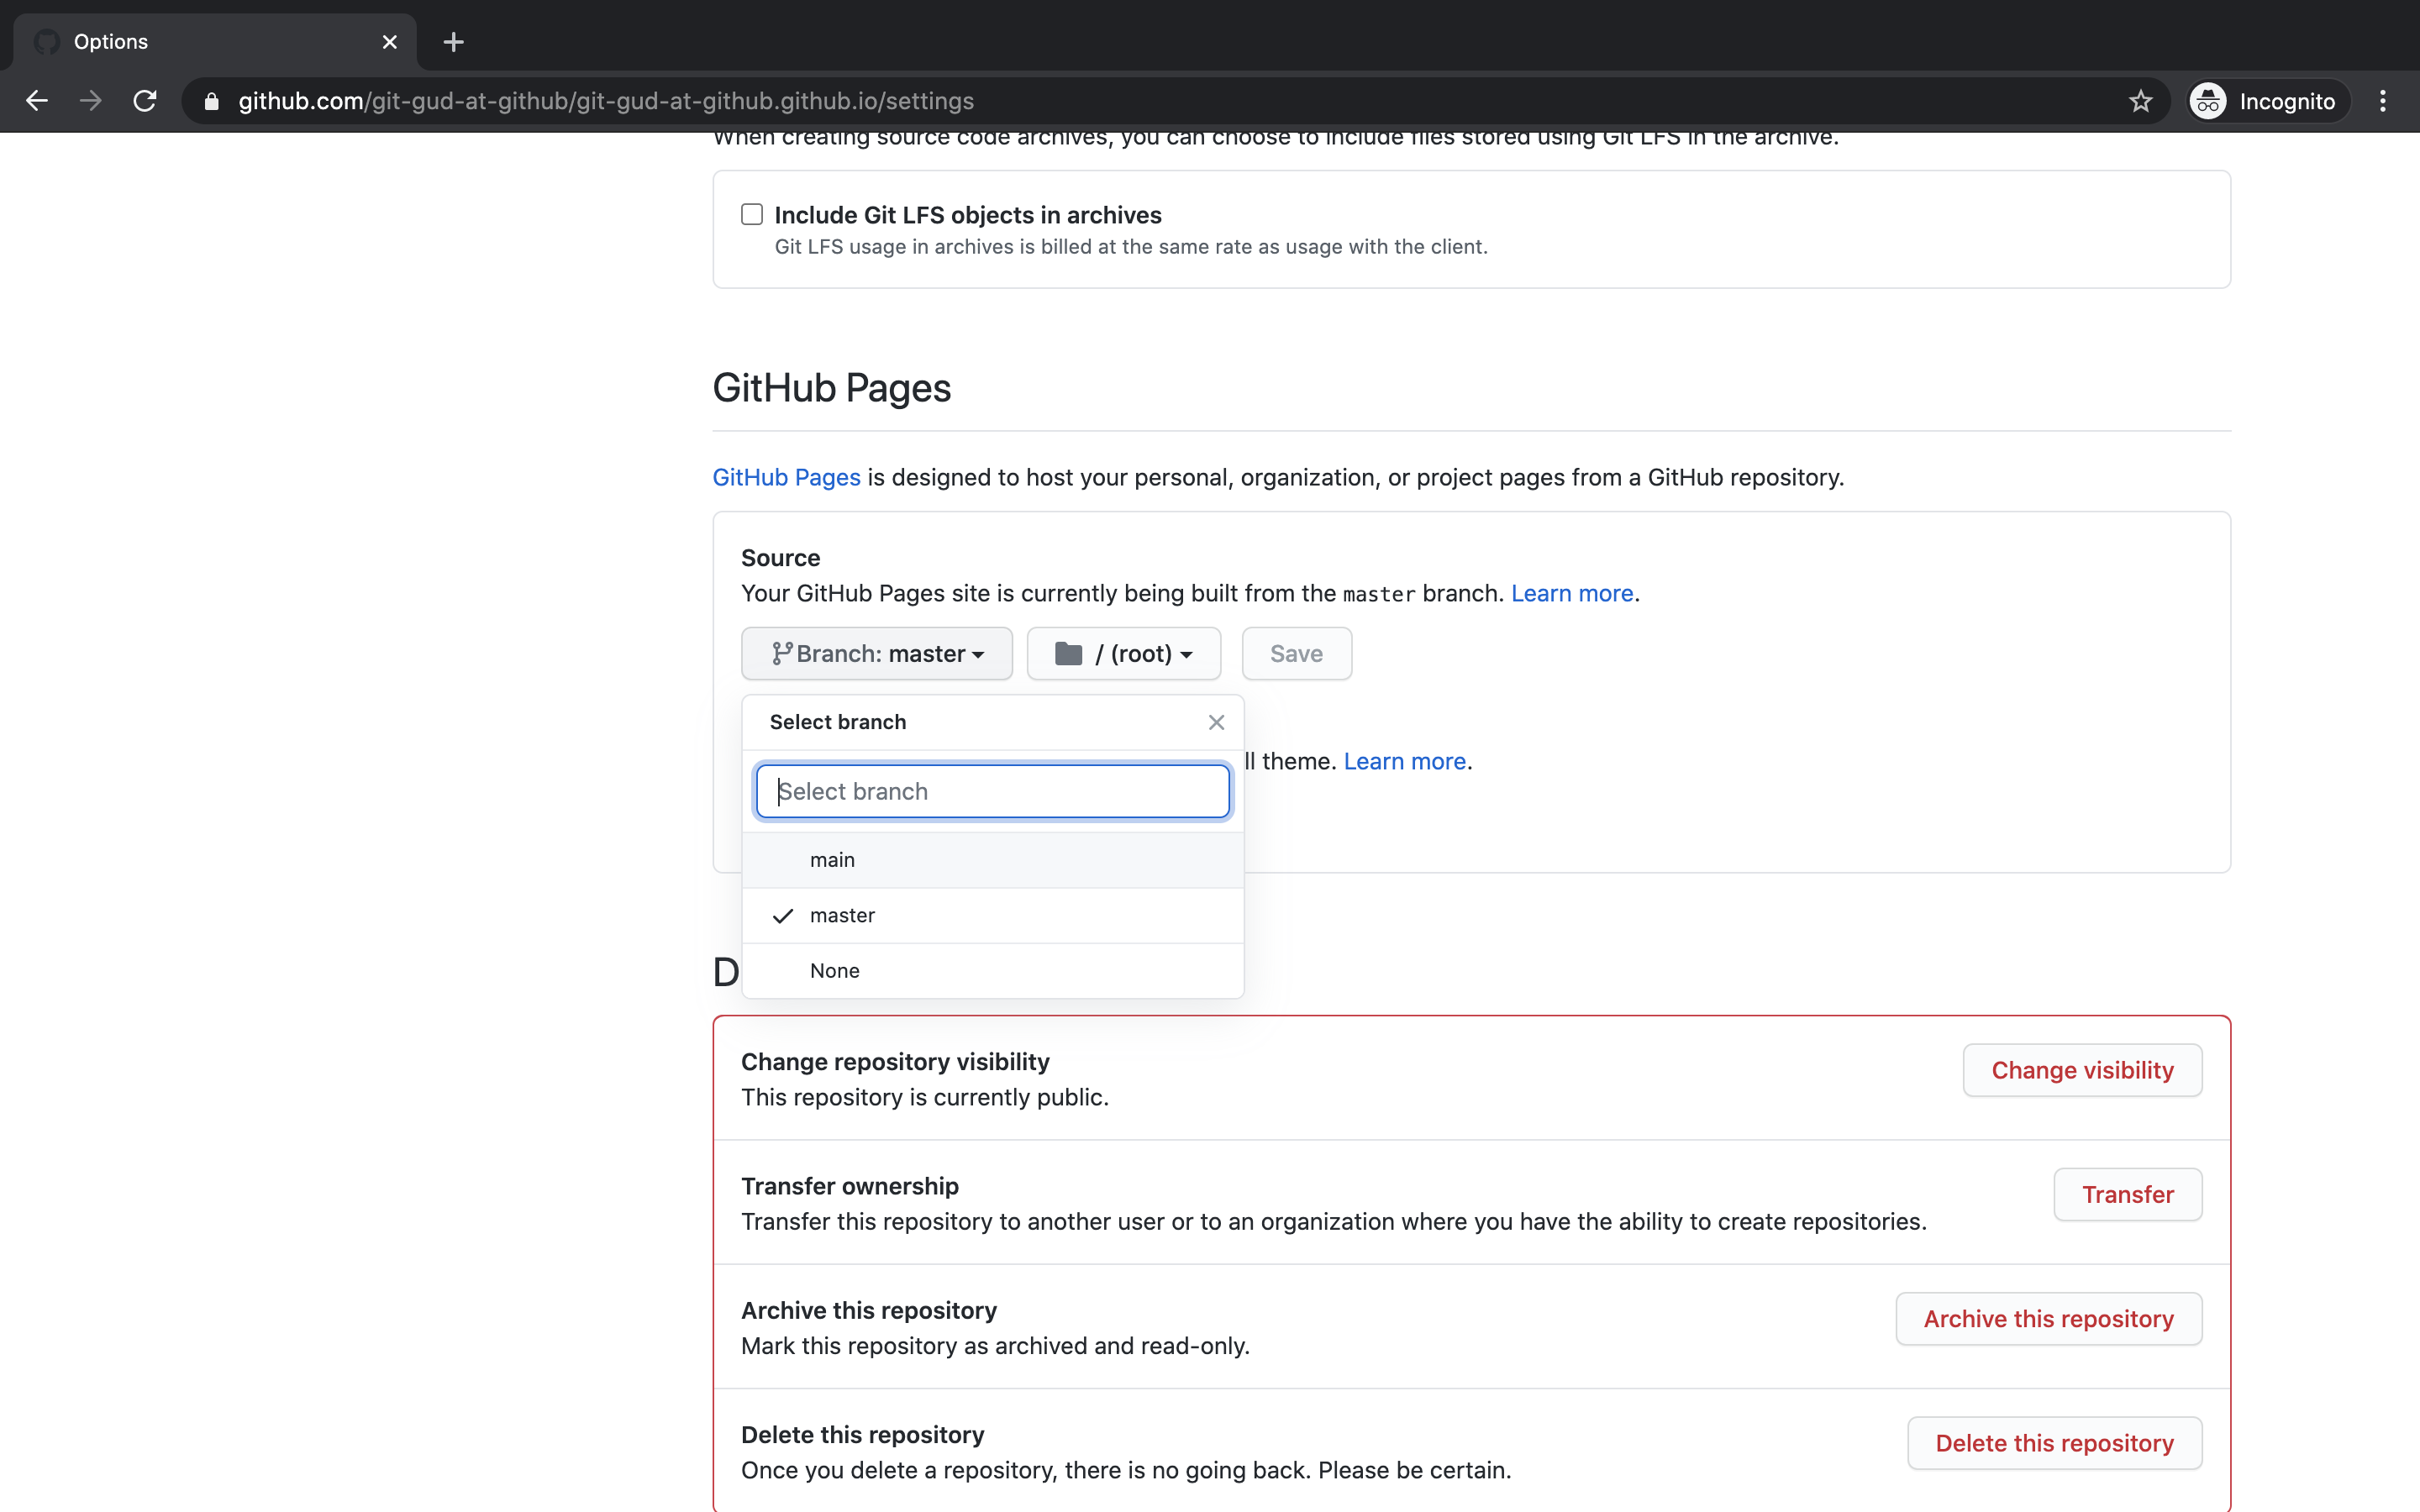 Options
github.com/git-gud-at-github/git-gud-at-github.github.io/settings
Incognito
When creating source code archives, you can choose to include files stored using Git LFS in the archive.
Include Git LFS objects in archives
Git LFS usage in archives is billed at the same rate as usage with the client.
GitHub Pages
GitHub Pages is designed to host your personal, organization, or project pages from a GitHub repository.
Source
Your GitHub Pages site is currently being built from the master branch. Learn more.
Branch: master
/ (root)
Save
Select branch
Select branch
ll theme. Learn more.
main
master
None
D
Change repository visibility
This repository is currently public.
Change visibility
Transfer ownership
Transfer this repository to another user or to an organization where you have the ability to create repositories.
Transfer
Archive this repository
Mark this repository as archived and read-only.
Archive this repository
Delete this repository
Once you delete a repository, there is no going back. Please be certain.
Delete this repository